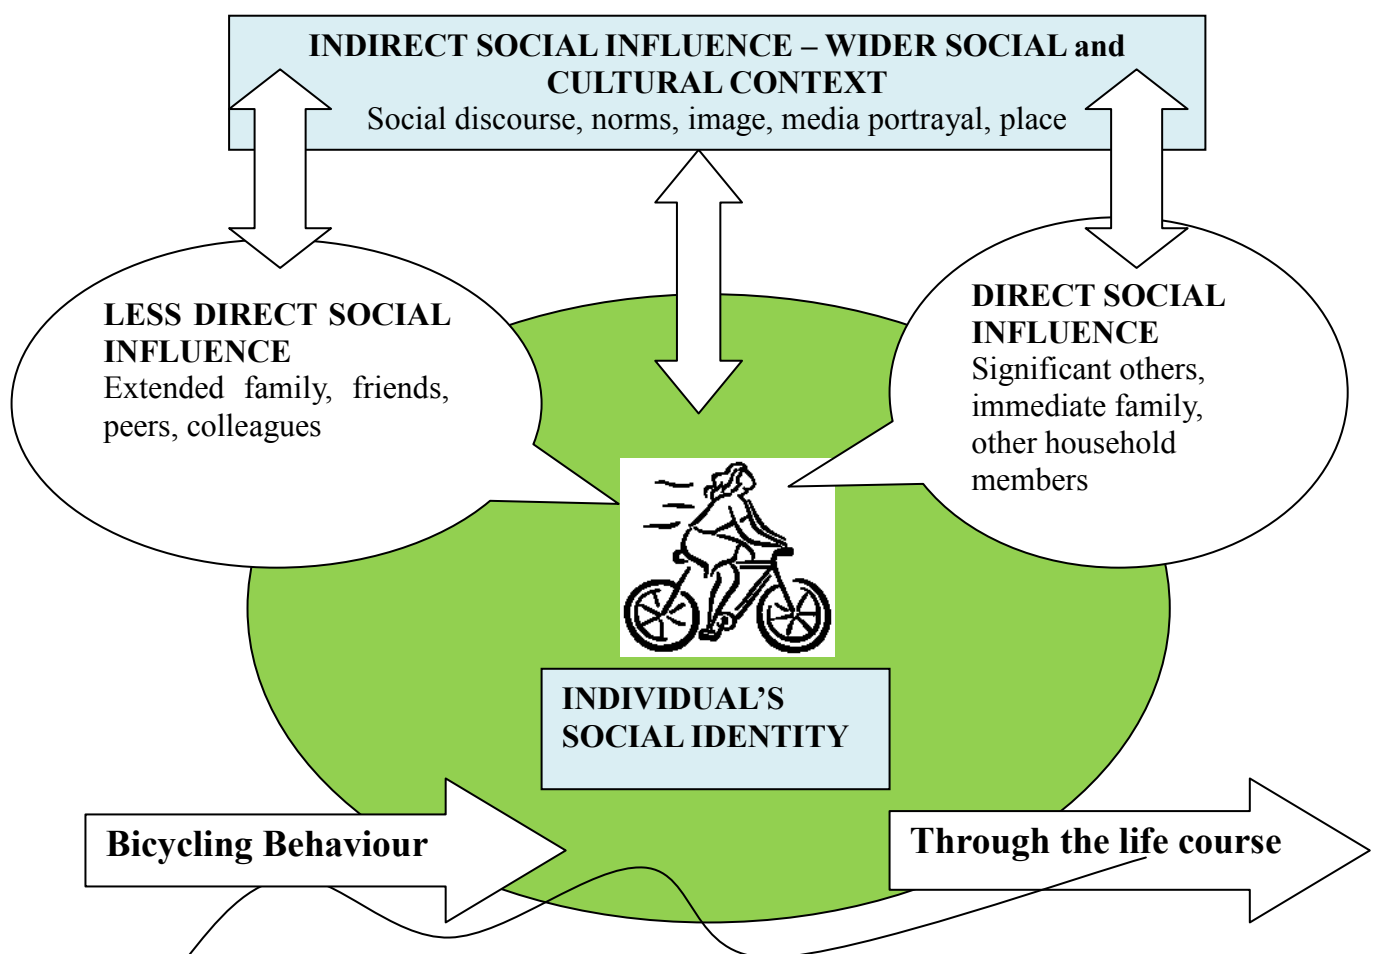 INDIRECT SOCIAL INFLUENCE – WIDER SOCIAL and
CULTURAL CONTEXT
Social discourse, norms, image, media portrayal, place
LESS DIRECT SOCIAL
INFLUENCE
Extended family, friends,
peers, colleagues
DIRECT SOCIAL
INFLUENCE
Significant others,
immediate family,
other household
members
INDIVIDUAL’S
SOCIAL IDENTITY
Bicycling Behaviour
Through the life course